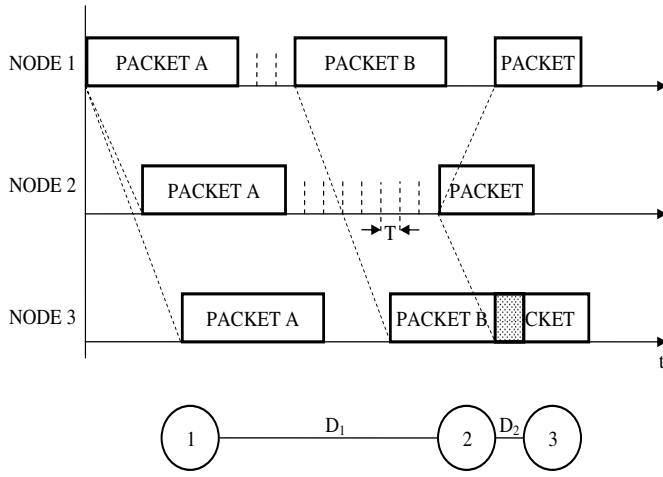 NODE 1
PACKET A
PACKET B
PACKET
NODE 2
PACKET A
PACKET
T
NODE 3
PACKET A
PACKET B
CKET
t
1
D₁
2
D₂
3